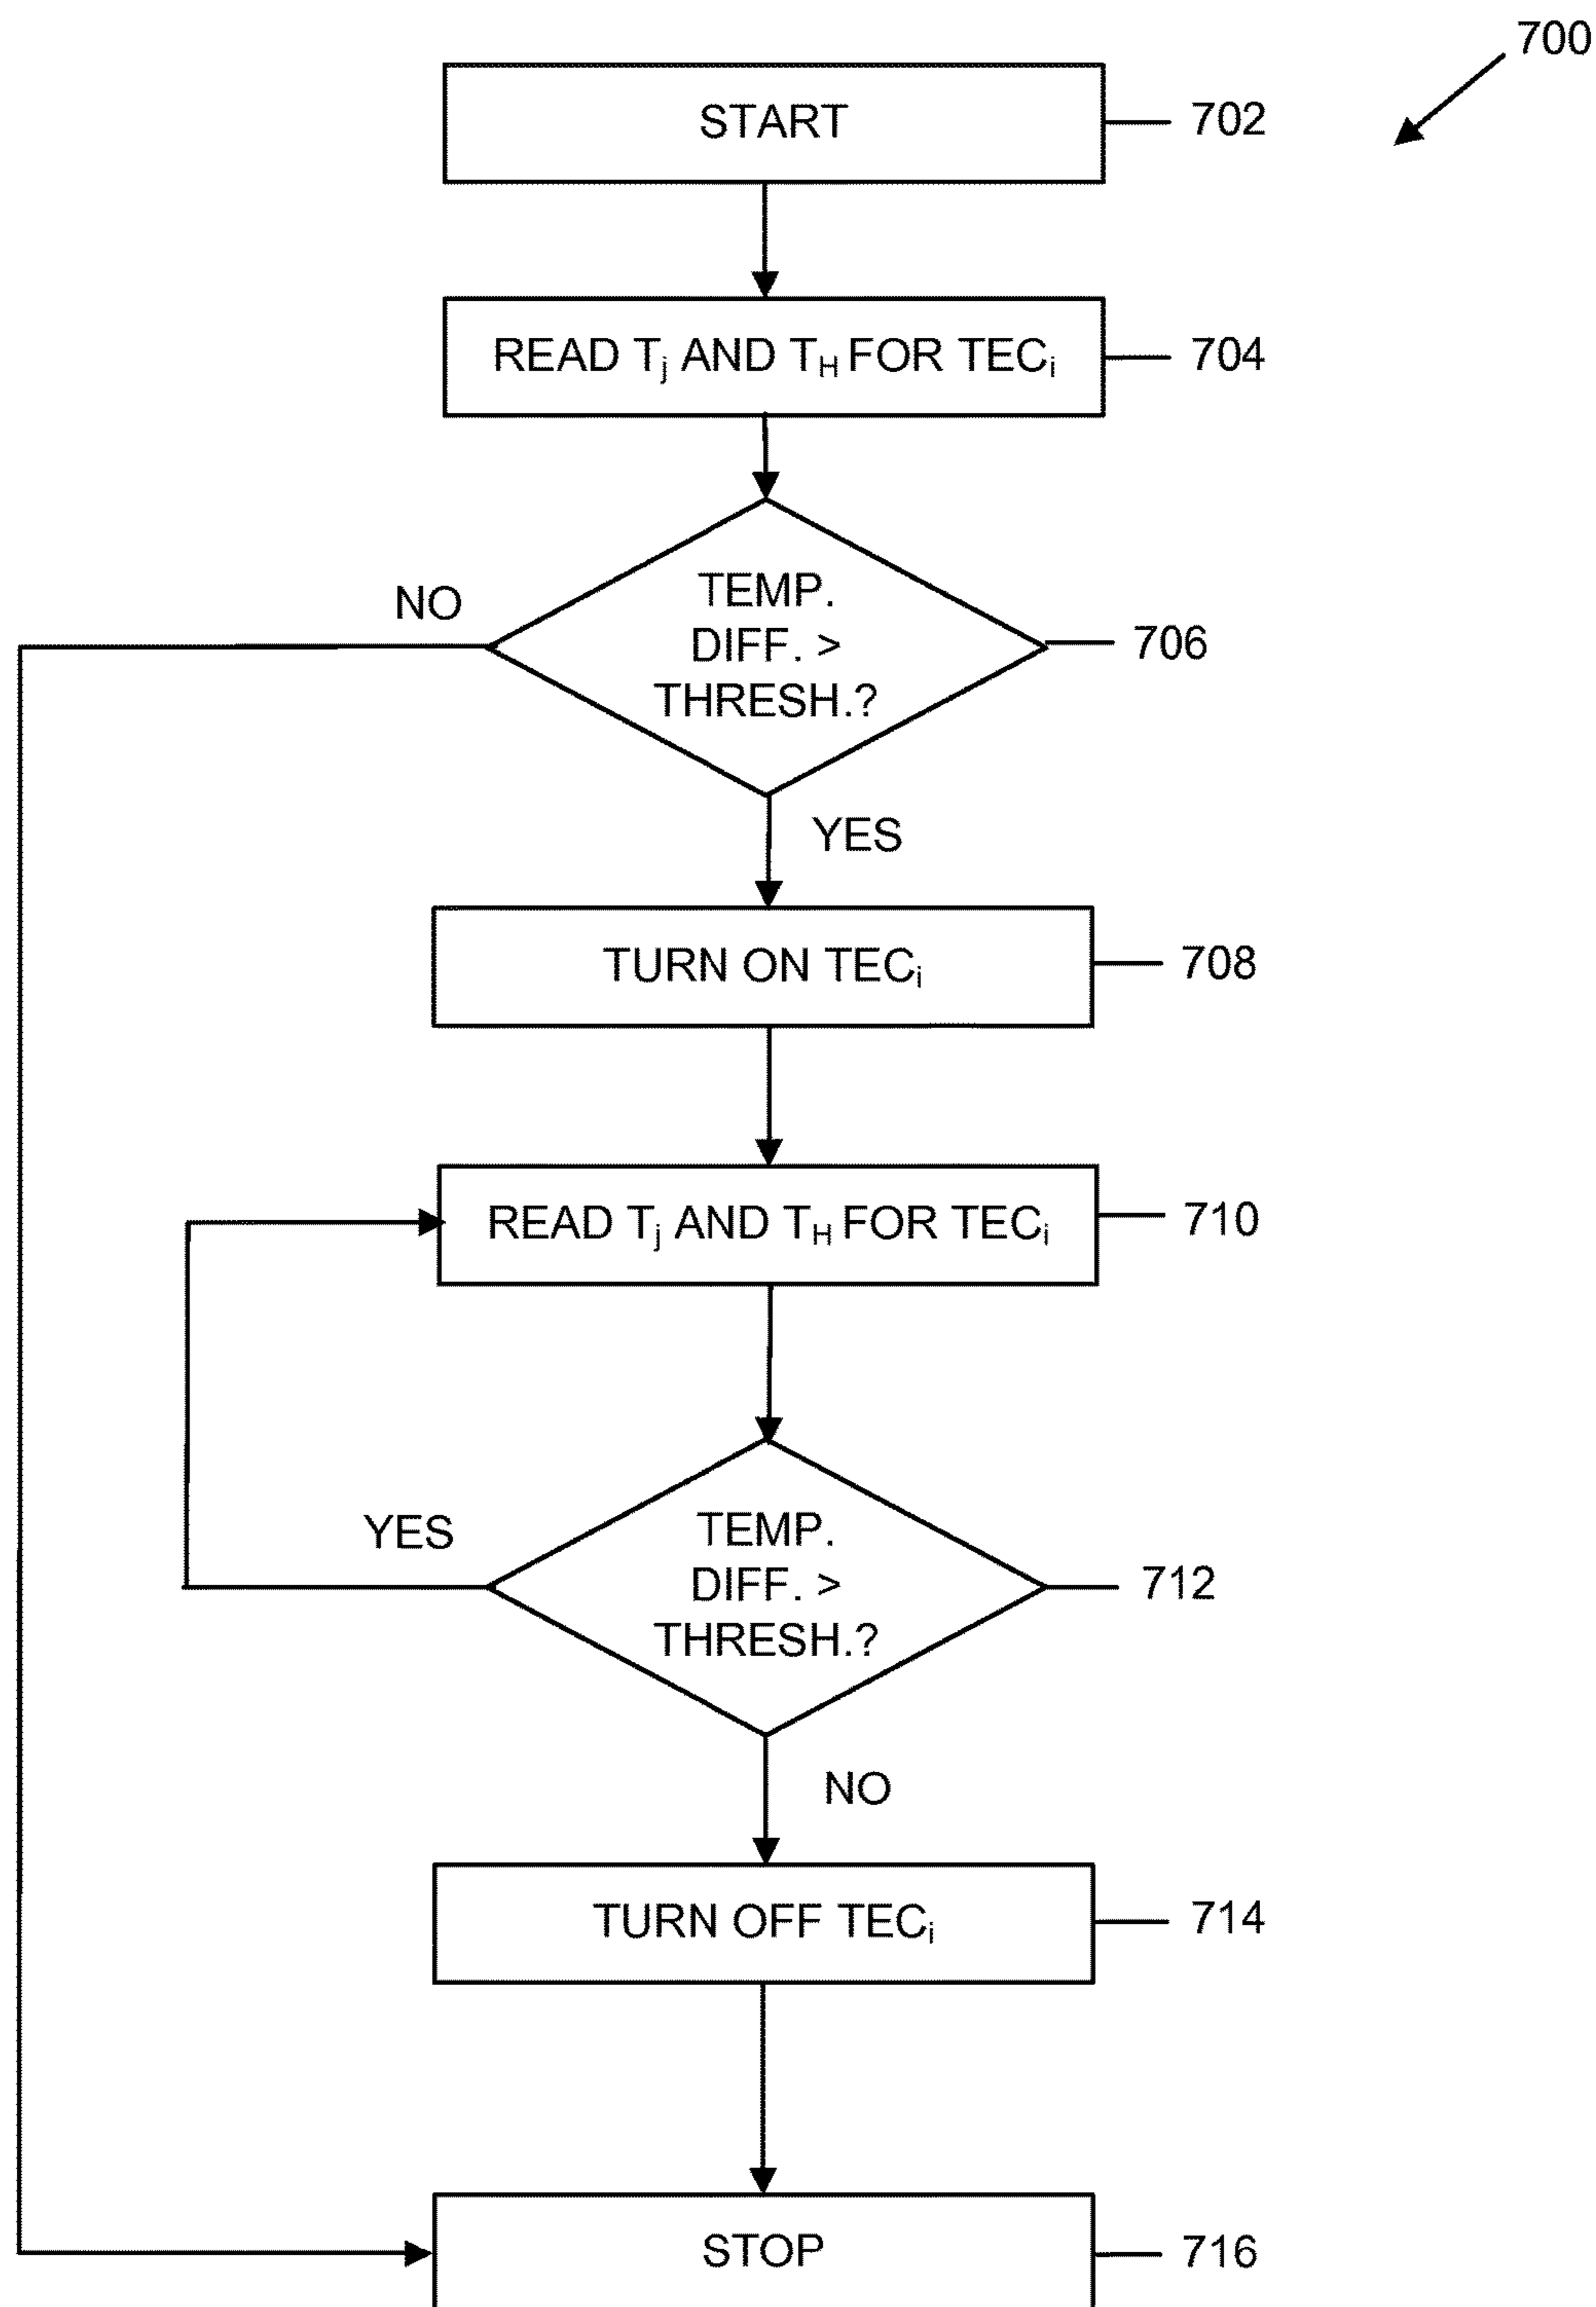 700
START
702
READ Tj AND TH FOR TECi
704
NO
TEMP.
DIFF. >
THRESH.?
706
YES
TURN ON TECi
708
READ Tj AND TH FOR TECi
710
YES
TEMP.
DIFF. >
THRESH.?
712
NO
TURN OFF TECi
714
STOP
716